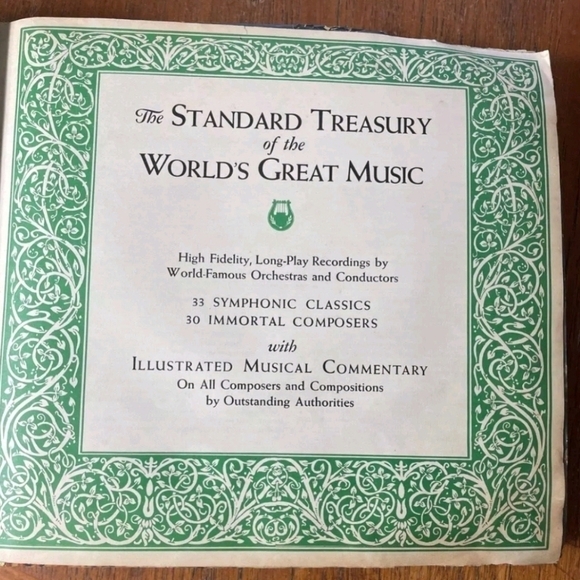 The STANDARD TREASURY
of the
WORLD'S GREAT MUSIC
High Fidelity, Long-Play Recordings by
World-Famous Orchestras and Conductors
33 SYMPHONIC CLASSICS
30 IMMORTAL COMPOSERS
with
ILLUSTRATED MUSICAL COMMENTARY
On All Composers and Compositions
by Outstanding Authorities